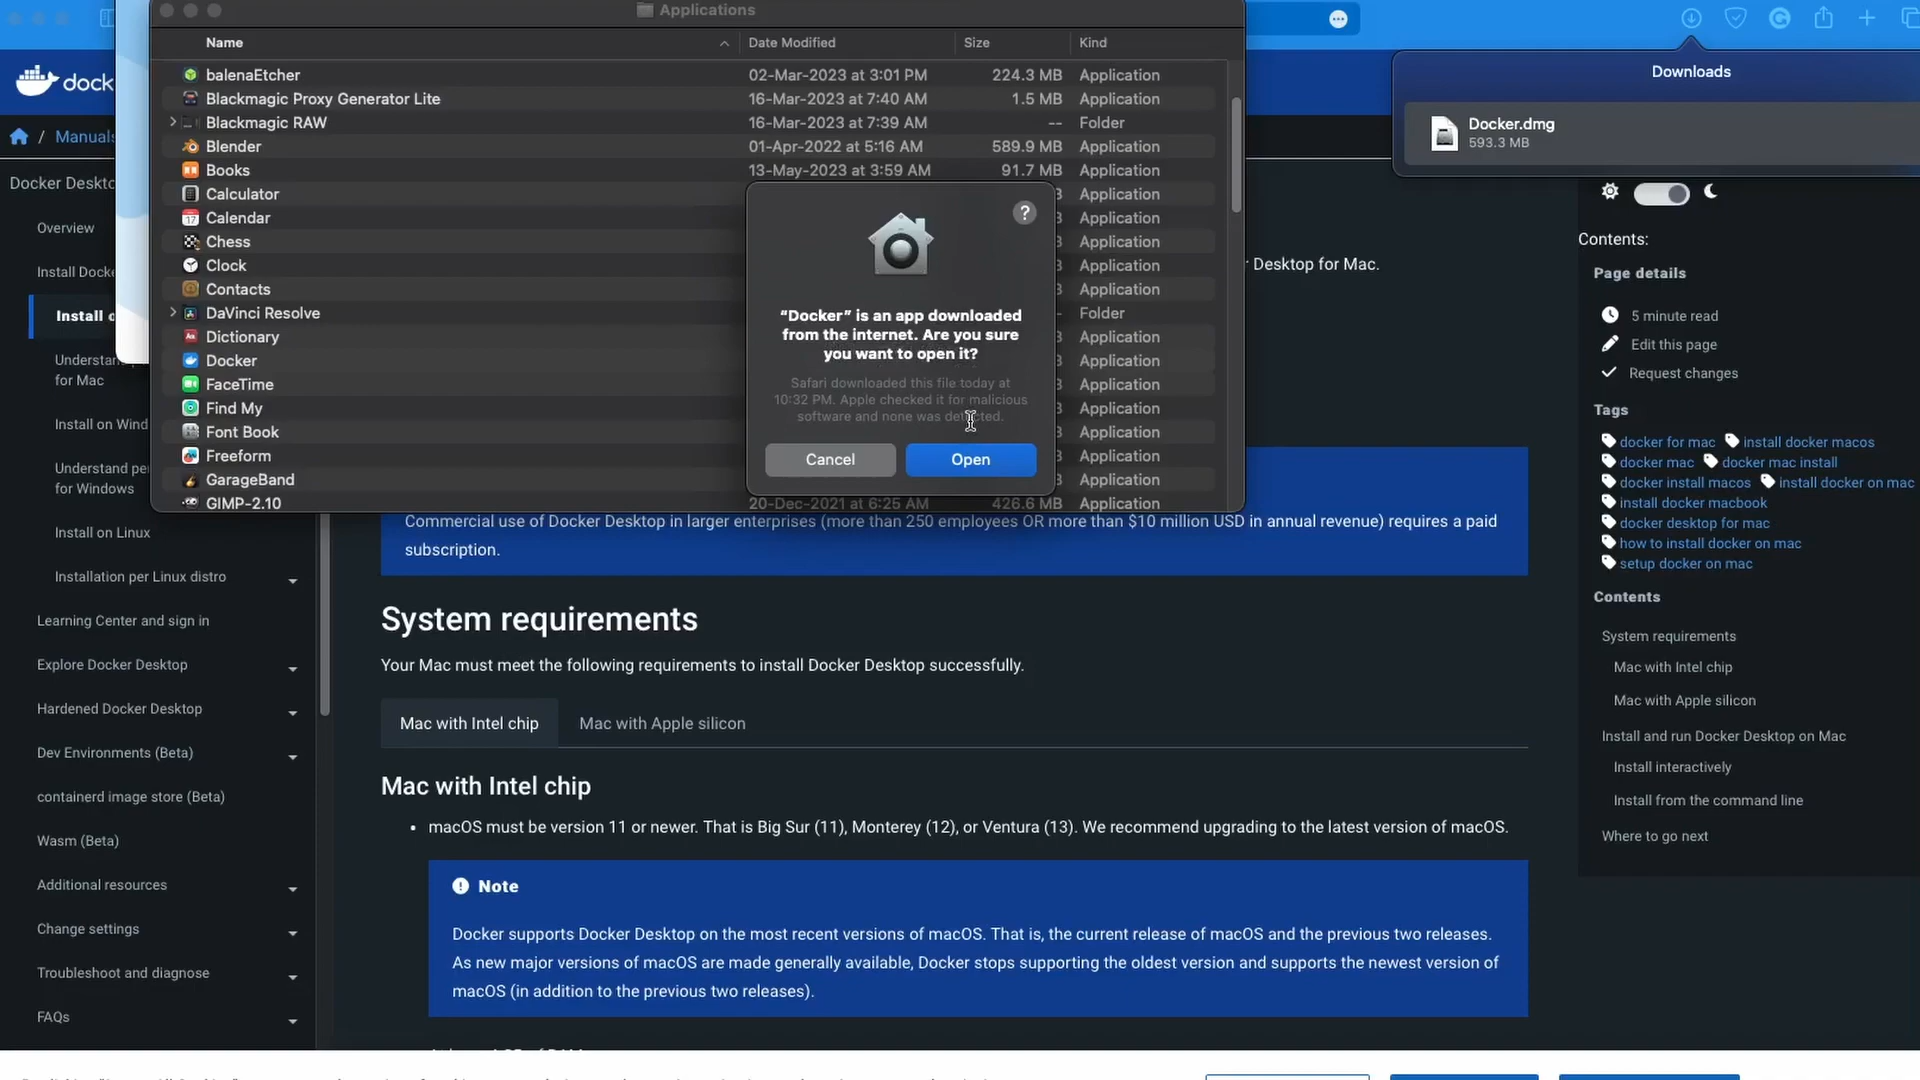 Applications
Name Date Modified Size Kind
balenaEtcher 02-Mar-2023 at 3:01 PM 224.3 MB Application
Blackmagic Proxy Generator Lite 16-Mar-2023 at 7:40 AM 1.5 MB Application
Blackmagic RAW 16-Mar-2023 at 7:39 AM -- Folder
Blender 01-Apr-2022 at 5:16 AM 589.9 MB Application
Books 13-May-2023 at 3:59 AM 91.7 MB Application
Calculator Application
Calendar Application
Chess Application
Clock Application
Contacts Application
DaVinci Resolve Folder
Dictionary Application
Docker Application
FaceTime Application
Find My Application
Font Book Application
Freeform Application
GarageBand Application
GIMP-2.10 20-Dec-2021 at 6:25 AM 426.6 MB Application
?
“Docker” is an app downloaded
from the internet. Are you sure
you want to open it?
Safari downloaded this file today at
10:32 PM. Apple checked it for malicious
software and none was detected.
Cancel
Open
Downloads
Docker.dmg
593.3 MB
dock
/ Manuals
Docker Deskto
Overview
Install Docke
Install
Understan
for Mac
Install on Wind
Understand pe
for Windows
Install on Linux
Installation per Linux distro
Learning Center and sign in
Explore Docker Desktop
Hardened Docker Desktop
Dev Environments (Beta)
containerd image store (Beta)
Wasm (Beta)
Additional resources
Change settings
Troubleshoot and diagnose
FAQs
Desktop for Mac.
Commercial use of Docker Desktop in larger enterprises (more than 250 employees OR more than $10 million USD in annual revenue) requires a paid
subscription.
System requirements
Your Mac must meet the following requirements to install Docker Desktop successfully.
Mac with Intel chip
Mac with Apple silicon
Mac with Intel chip
• macOS must be version 11 or newer. That is Big Sur (11), Monterey (12), or Ventura (13). We recommend upgrading to the latest version of macOS.
Note
Docker supports Docker Desktop on the most recent versions of macOS. That is, the current release of macOS and the previous two releases.
As new major versions of macOS are made generally available, Docker stops supporting the oldest version and supports the newest version of
macOS (in addition to the previous two releases).
Contents:
Page details
5 minute read
Edit this page
Request changes
Tags
docker for mac install docker macos
docker mac docker mac install
docker install macos install docker on mac
install docker macbook
docker desktop for mac
how to install docker on mac
setup docker on mac
Contents
System requirements
Mac with Intel chip
Mac with Apple silicon
Install and run Docker Desktop on Mac
Install interactively
Install from the command line
Where to go next